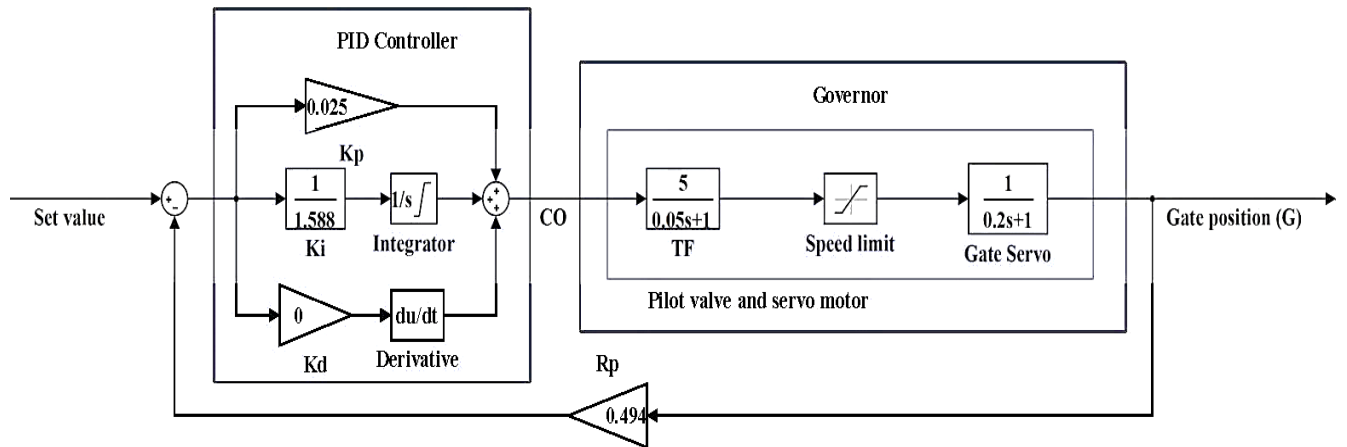 PID Controller
0.025
Kp
Governor
Set value
+
-
1
1.588
Ki
1/s
Integrator
+
+
+
CO
5
0.05s+1
TF
Speed limit
1
0.2s+1
Gate Servo
Gate position (G)
Pilot valve and servo motor
0
Kd
du/dt
Derivative
Rp
0.494